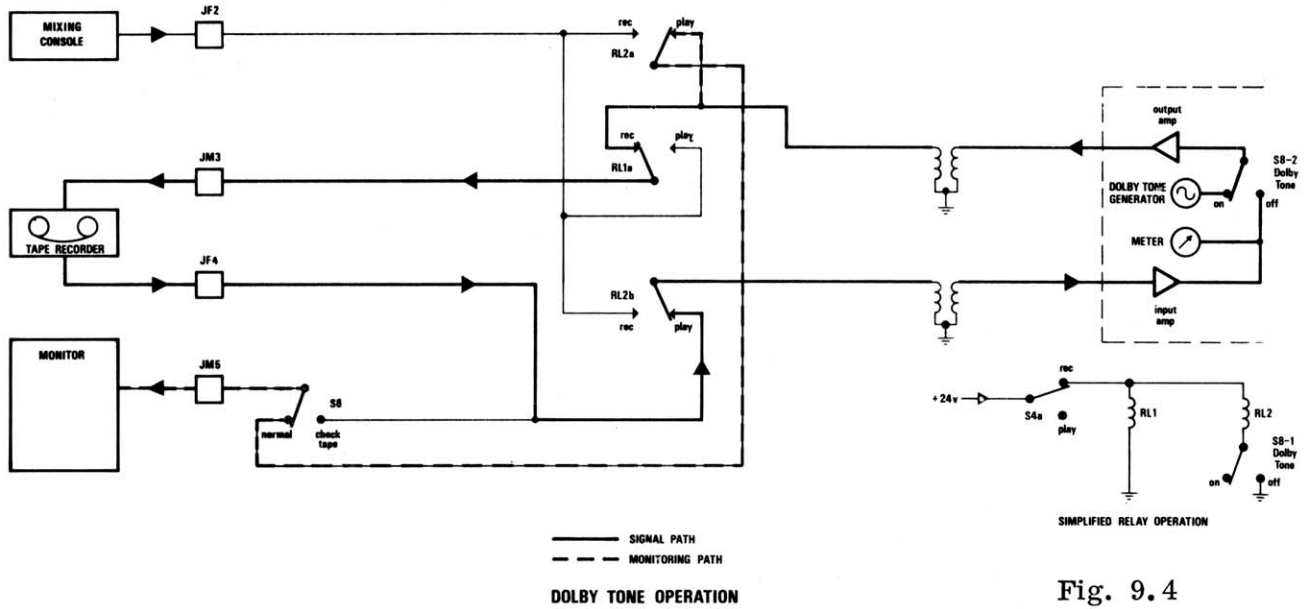 MIXING
CONSOLE
JF2
rec
play
RL2a
rec
play
RL1a
JM3
TAPE RECORDER
JF4
RL2b
rec
play
MONITOR
JM5
S6
normal
check
tape
output
amp
S8-2
Dolby
Tone
DOLBY TONE
GENERATOR
on
off
METER
input
amp
rec
+24v
S4a
play
RL1
RL2
S8-1
Dolby
Tone
on
off
SIMPLIFIED RELAY OPERATION
SIGNAL PATH
MONITORING PATH
DOLBY TONE OPERATION
Fig. 9.4